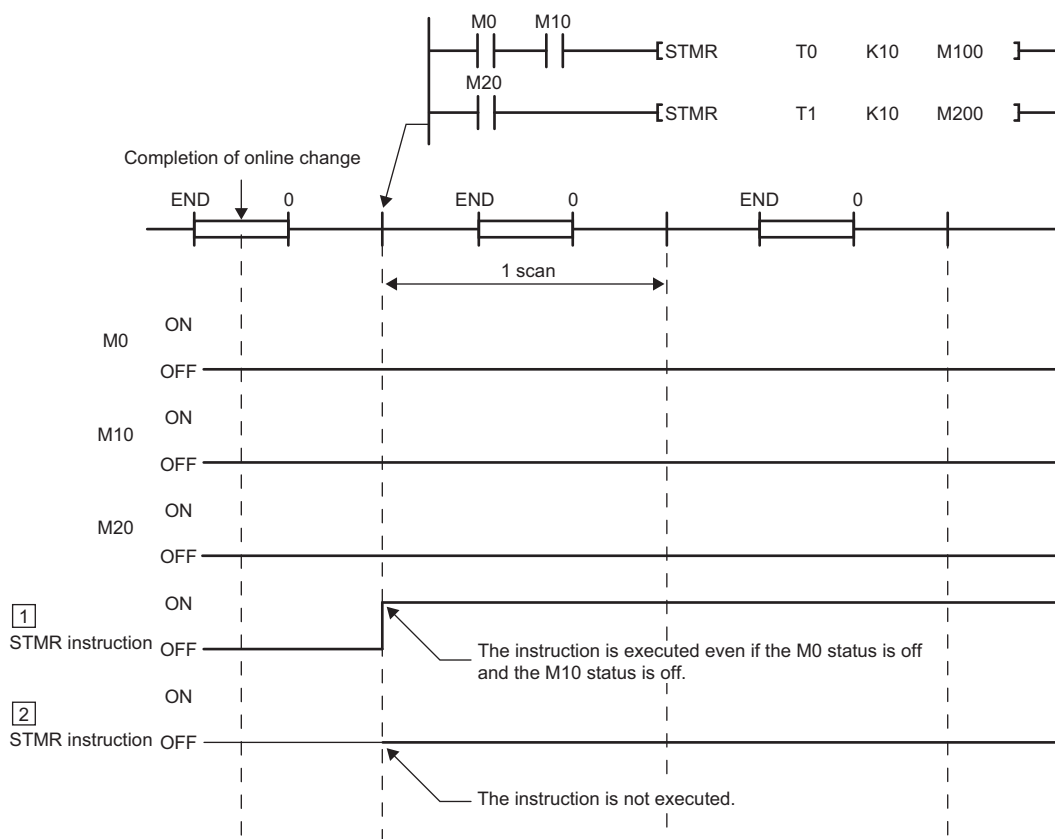 M0 M10
STMR T0 K10 M100
M20
STMR T1 K10 M200
Completion of online change
END 0 END 0 END 0
1 scan
ON
M0
OFF
ON
M10
OFF
ON
M20
OFF
ON
1
STMR instruction OFF
The instruction is executed even if the M0 status is off
and the M10 status is off.
ON
2
STMR instruction OFF
The instruction is not executed.